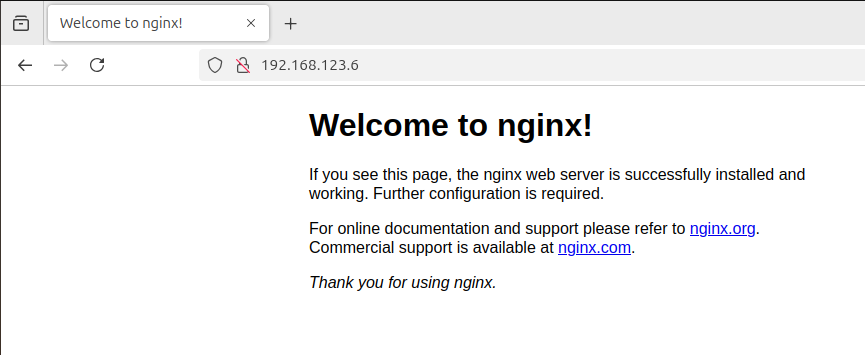 Welcome to nginx!
192.168.123.6
Welcome to nginx!
If you see this page, the nginx web server is successfully installed and
working. Further configuration is required.
For online documentation and support please refer to nginx.org.
Commercial support is available at nginx.com.
Thank you for using nginx.